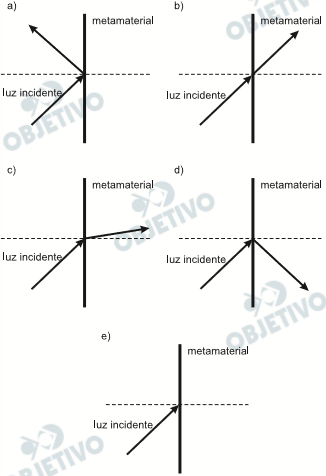 a)
metamaterial
luz incidente
b)
metamaterial
luz incidente
c)
metamaterial
luz incidente
d)
metamaterial
luz incidente
e)
metamaterial
luz incidente
OBJETIVO
OBJETIVO
OBJETIVO
OBJETIVO
OBJETIVO